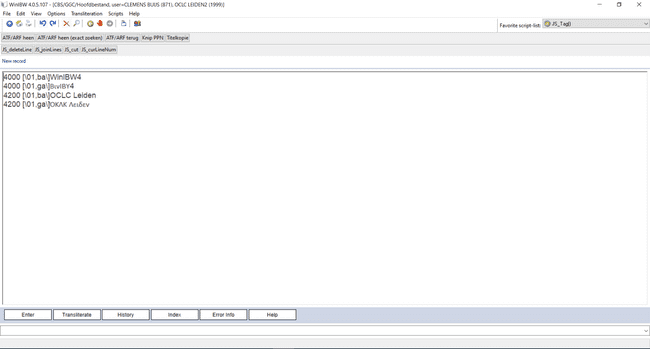 WinIBW 4.0.5.107 - (CBS/GGC/Hoofdbestand, user=CLEMENS BUIJS (871), OCLC LEIDEN2 (1999))
File Edit View Options Transliteration Scripts Help
Favorite script-list: JS_Tag()
ATF/ARF heen ATF/ARF heen (exact zoeken) ATF/ARF terug Knip PPN Titelkopie
JS_deleteLine JS_joinLines JS_cut JS_curLineNum
New record
4000 [\01,ba\]WinIBW4
4000 [\01,ga\]ΒινΙΒΥ4
4200 [\01,ba\]OCLC Leiden
4200 [\01,ga\]ΟΚΛΚ Λειδεν
Enter Transliterate History Index Error Info Help